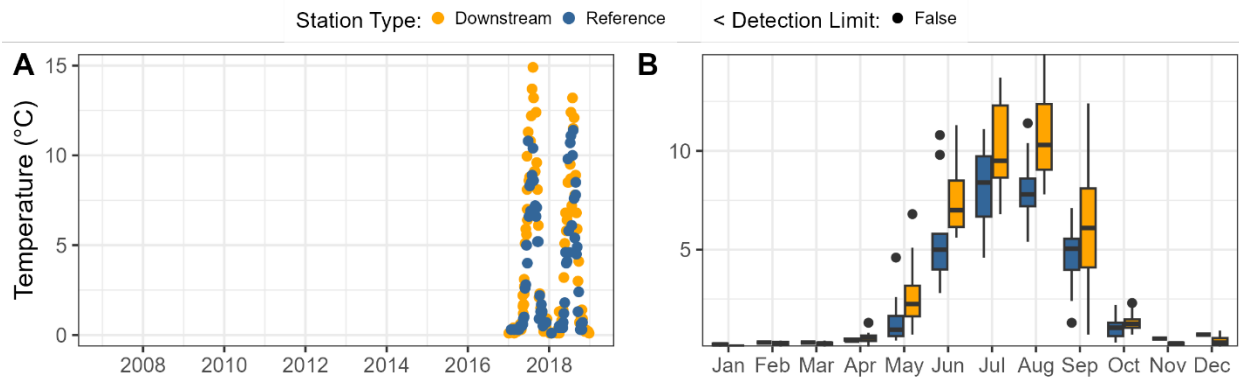 Station Type: Downstream Reference < Detection Limit: False
A
B
Temperature (°C)
15
10
5
0
2008 2010 2012 2014 2016 2018
10
5
Jan Feb Mar Apr May Jun Jul Aug Sep Oct Nov Dec